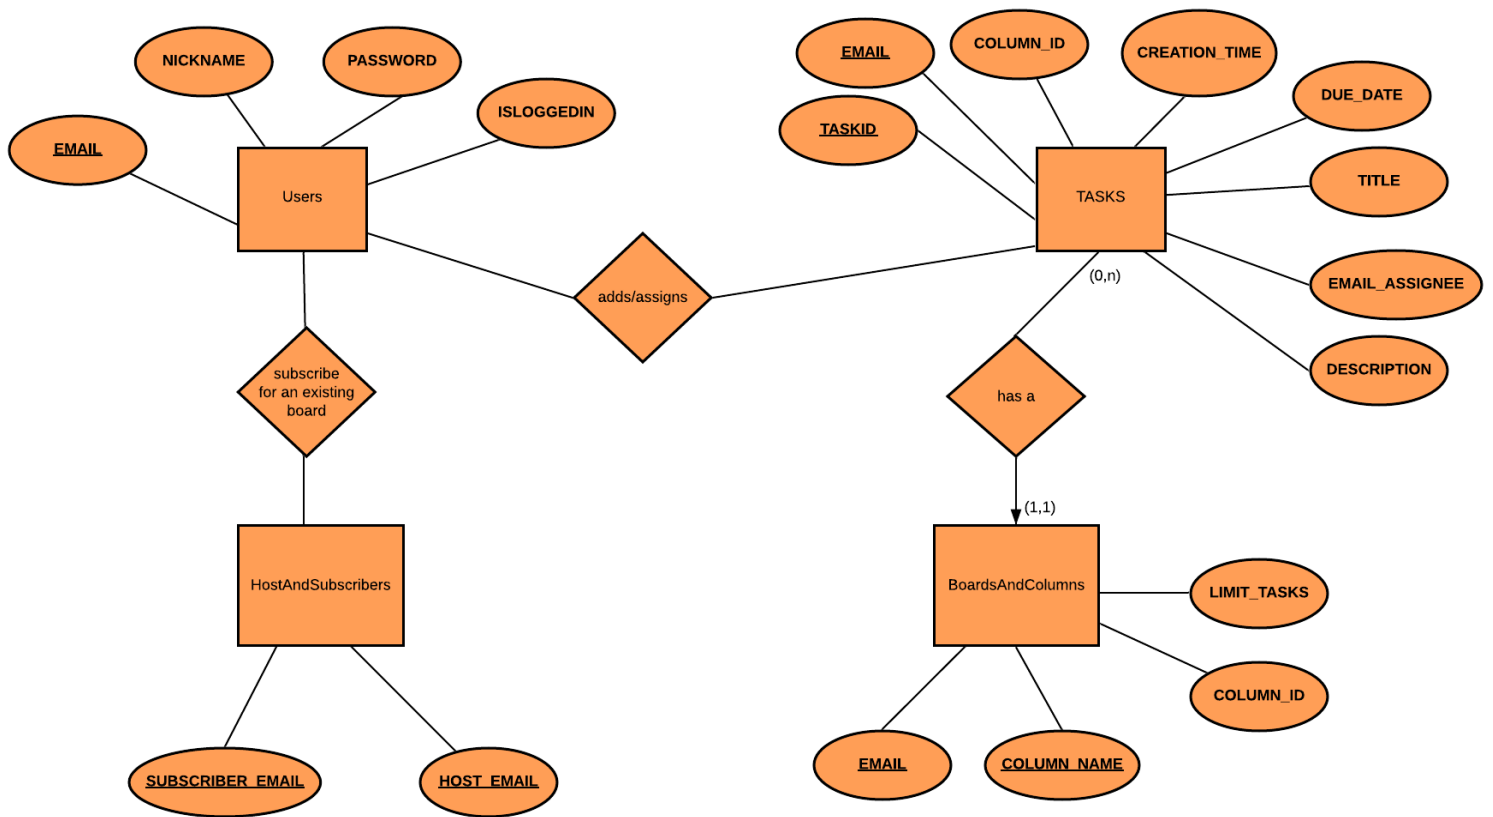 NICKNAME
PASSWORD
ISLOGGEDIN
EMAIL
Users
EMAIL
COLUMN_ID
CREATION_TIME
DUE_DATE
TASKID
TITLE
TASKS
EMAIL_ASSIGNEE
DESCRIPTION
(0,n)
adds/assigns
subscribe
for an existing
board
has a
(1,1)
HostAndSubscribers
BoardsAndColumns
LIMIT_TASKS
COLUMN_ID
SUBSCRIBER_EMAIL
HOST_EMAIL
EMAIL
COLUMN_NAME